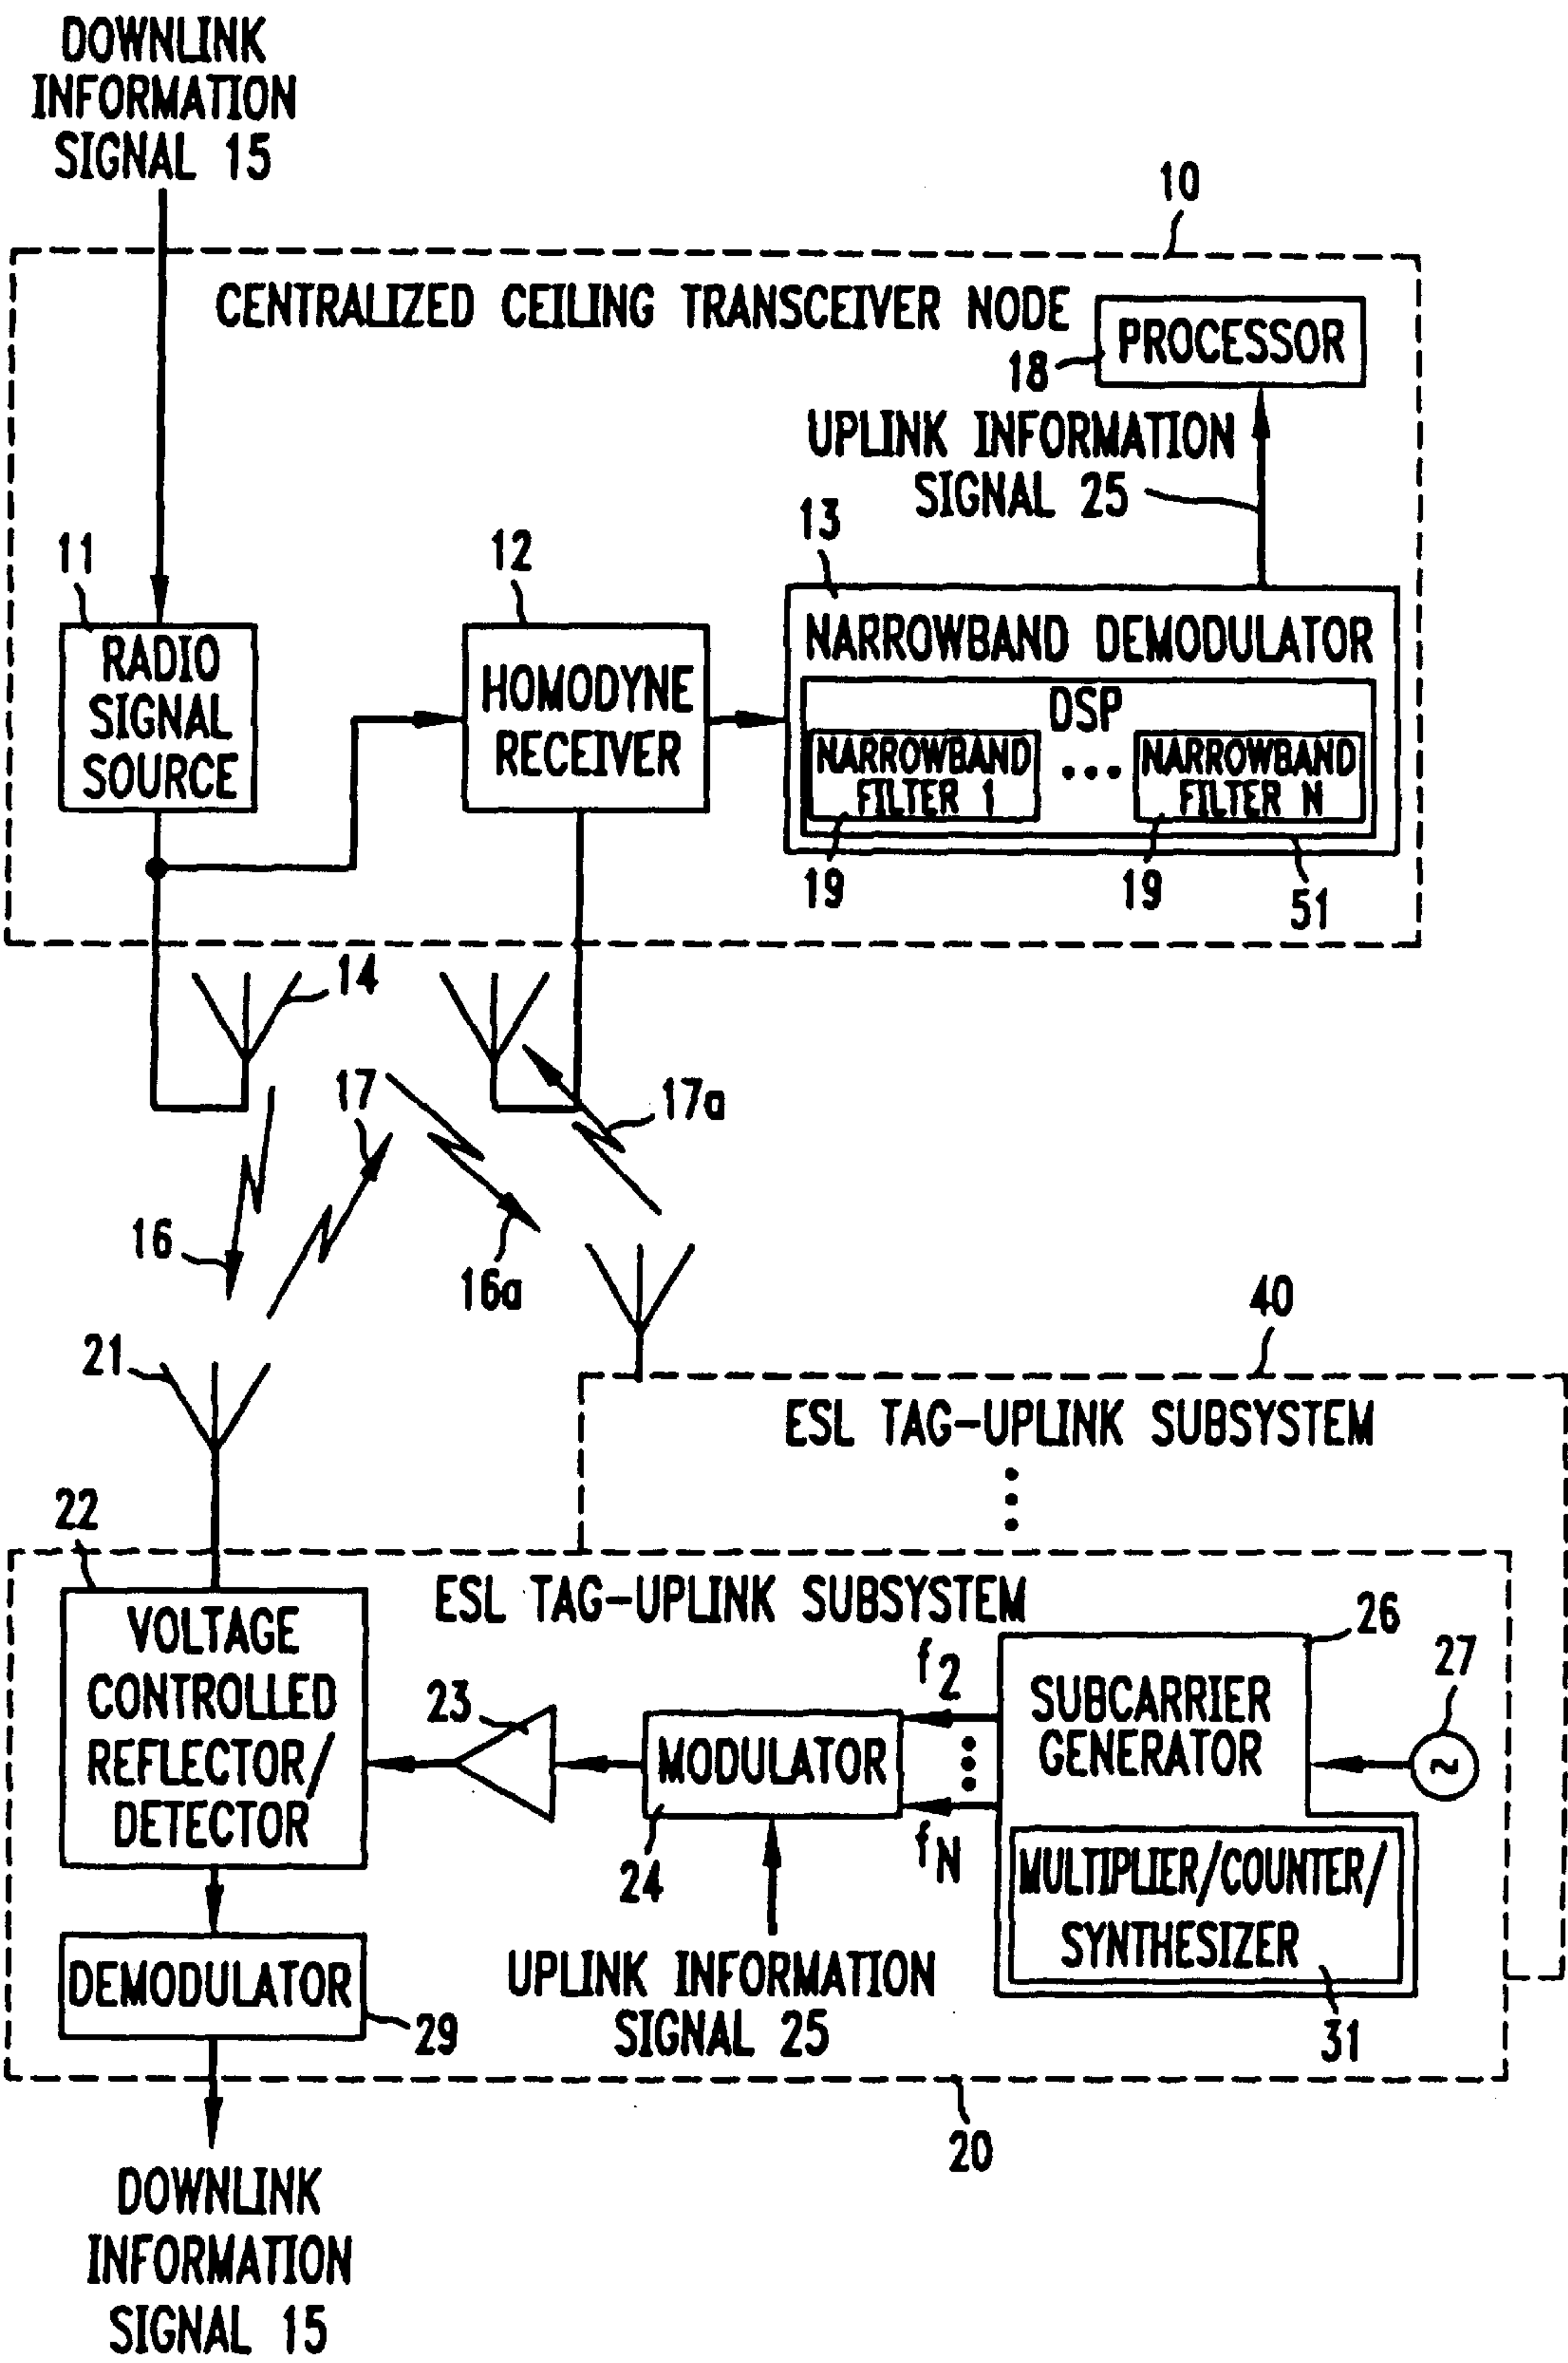 DOWNLINK
INFORMATION
SIGNAL 15
10
CENTRALIZED CEILING TRANSCEIVER NODE
PROCESSOR
18
UPLINK INFORMATION
SIGNAL 25
11
12
13
RADIO
SIGNAL
SOURCE
HOMODYNE
RECEIVER
NARROWBAND DEMODULATOR
DSP
NARROWBAND
FILTER 1
NARROWBAND
FILTER N
19
19
51
14
17
17a
16
16a
21
40
ESL TAG-UPLINK SUBSYSTEM
22
ESL TAG-UPLINK SUBSYSTEM
VOLTAGE
CONTROLLED
REFLECTOR/
DETECTOR
23
MODULATOR
24
f2
fN
SUBCARRIER
GENERATOR
26
27
~
MULTIPLIER/COUNTER/
SYNTHESIZER
31
UPLINK INFORMATION
SIGNAL 25
DEMODULATOR
29
20
DOWNLINK
INFORMATION
SIGNAL 15